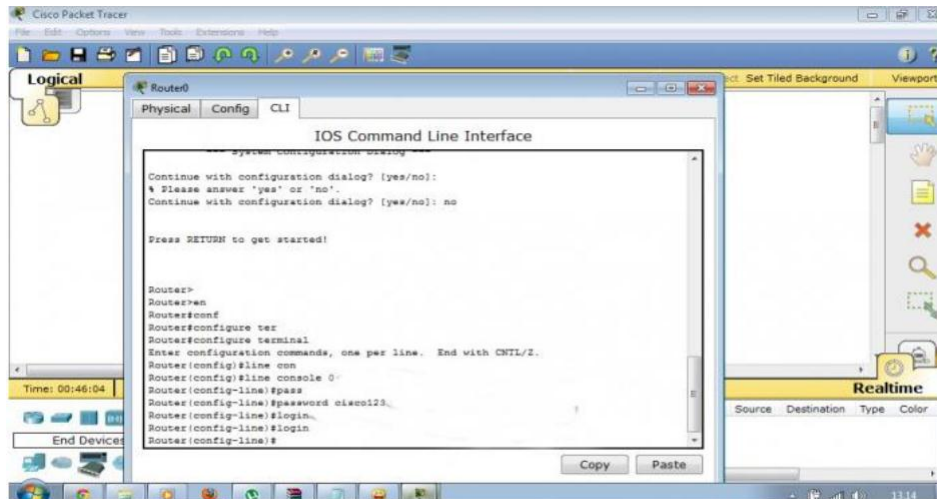 Cisco Packet Tracer
File Edit Options View Tools Extensions Help
Logical
Set Tiled Background
Viewport
Router0
Physical Config CLI
IOS Command Line Interface
--- System Configuration Dialog ---
Continue with configuration dialog? [yes/no]:
% Please answer 'yes' or 'no'.
Continue with configuration dialog? [yes/no]: no
Press RETURN to get started!
Router>
Router>en
Router#conf
Router#configure ter
Router#configure terminal
Enter configuration commands, one per line. End with CNTL/Z.
Router(config)#line con
Router(config)#line console 0
Router(config-line)#pass
Router(config-line)#password cisco123
Router(config-line)#login
Router(config-line)#login
Router(config-line)#
Copy Paste
Time: 00:46:04
Realtime
Source Destination Type Color
End Devices
13.14